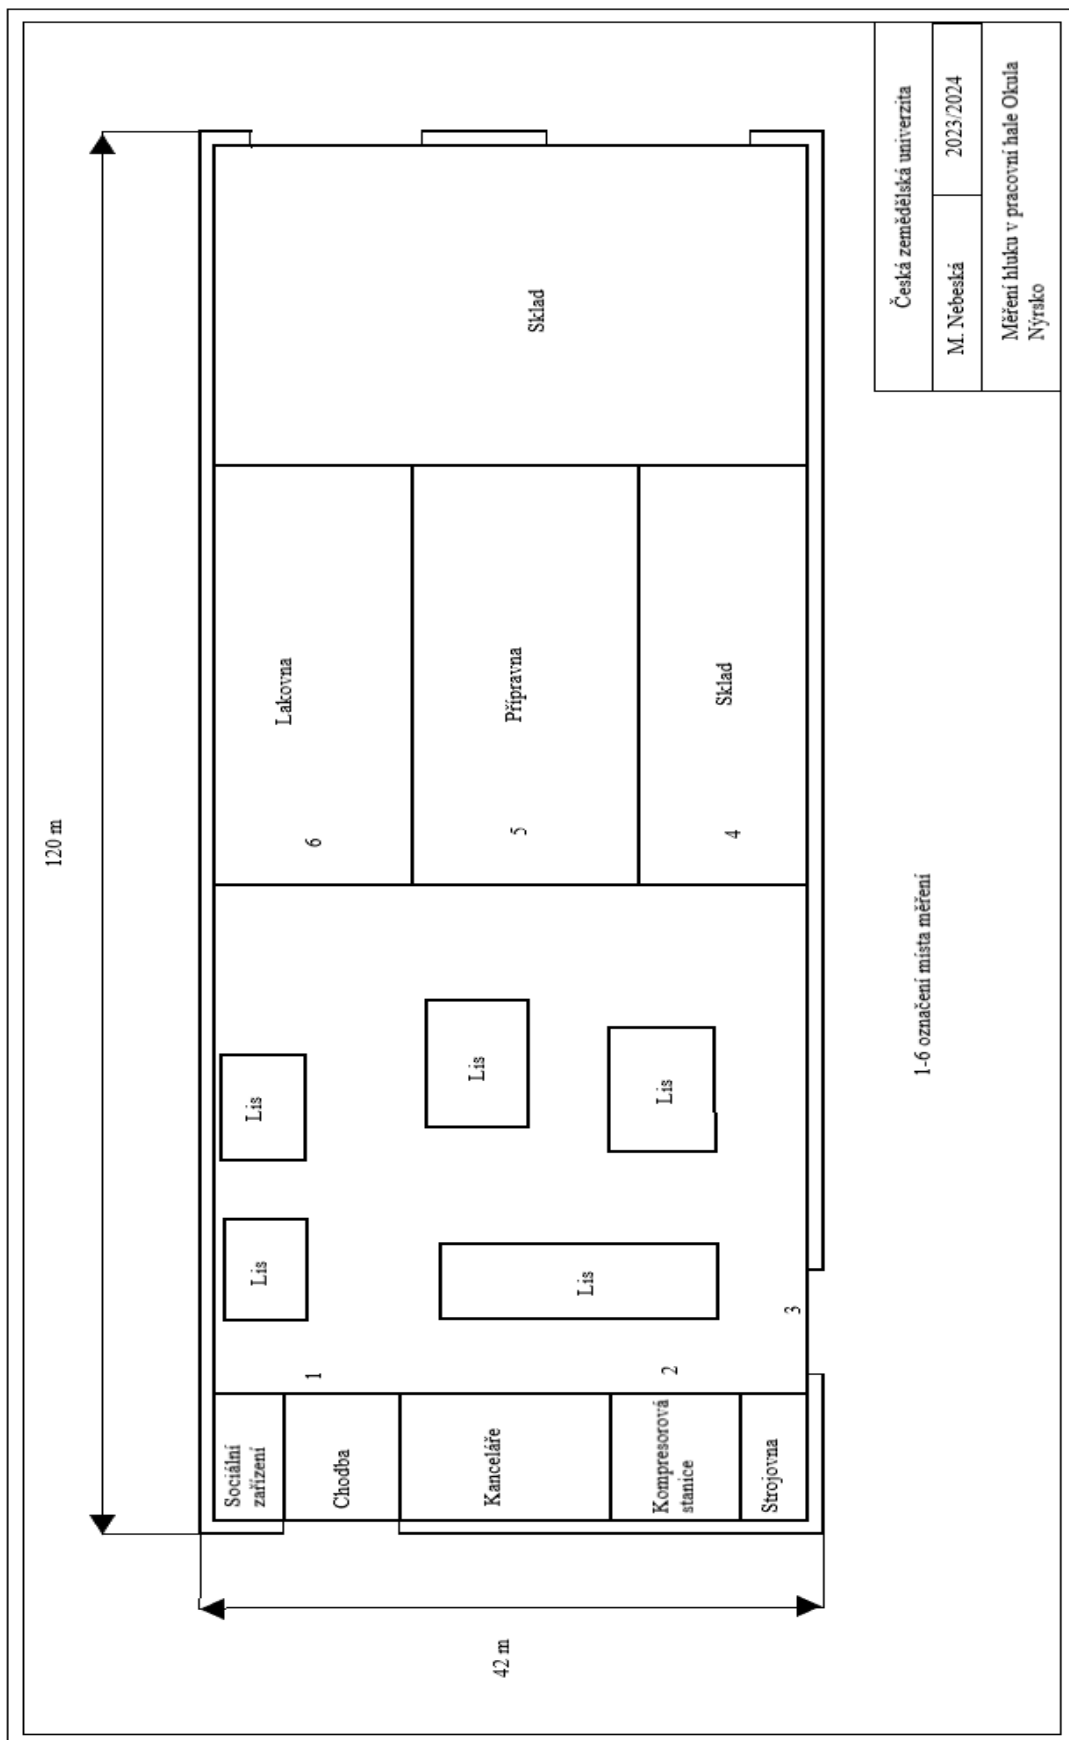 120 m
Sociální
zařízení
Lis
Lis
Lakovna
1
6
Chodba
42 m
Kanceláře
Lis
Přípravna
5
Sklad
Lis
Kompresorová
stanice
2
Lis
Sklad
4
Strojovna
3
1-6 označení místa měření
Česká zemědělská univerzita
M. Nebeská
2023/2024
Měření hluku v pracovní hale Okula
Nýrsko